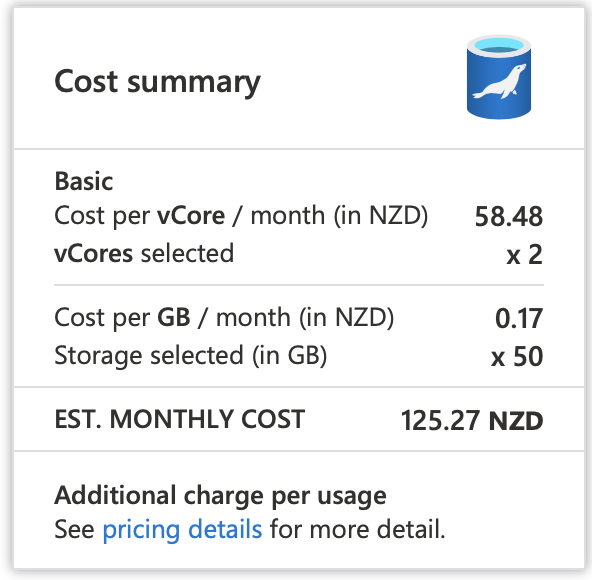 Cost summary
Basic
Cost per vCore / month (in NZD) 58.48
vCores selected x 2
Cost per GB / month (in NZD) 0.17
Storage selected (in GB) x 50
EST. MONTHLY COST 125.27 NZD
Additional charge per usage
See pricing details for more detail.